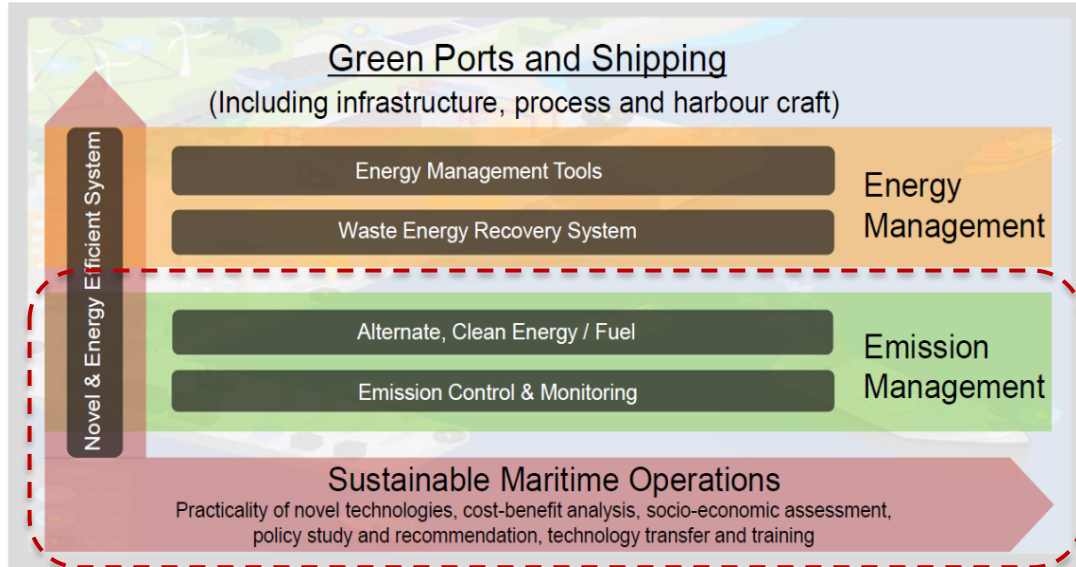 Green Ports and Shipping
(Including infrastructure, process and harbour craft)
Novel & Energy Efficient System
Energy Management Tools
Waste Energy Recovery System
Energy
Management
Alternate, Clean Energy / Fuel
Emission Control & Monitoring
Emission
Management
Sustainable Maritime Operations
Practicality of novel technologies, cost-benefit analysis, socio-economic assessment,
policy study and recommendation, technology transfer and training